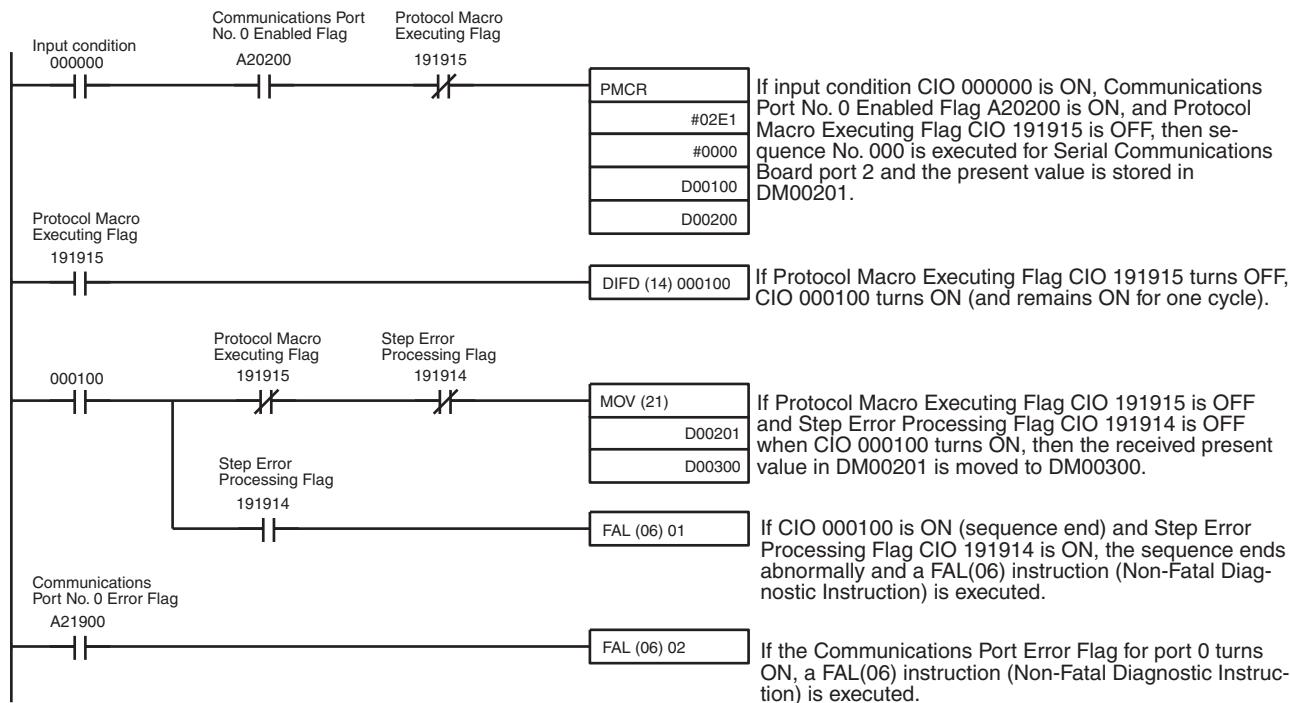 Input condition
000000
Communications Port
No. 0 Enabled Flag
A20200
Protocol Macro
Executing Flag
191915
PMCR
#02E1
#0000
D00100
D00200
If input condition CIO 000000 is ON, Communications
Port No. 0 Enabled Flag A20200 is ON, and Protocol
Macro Executing Flag CIO 191915 is OFF, then se-
quence No. 000 is executed for Serial Communications
Board port 2 and the present value is stored in
DM00201.
Protocol Macro
Executing Flag
191915
DIFD (14) 000100
If Protocol Macro Executing Flag CIO 191915 turns OFF,
CIO 000100 turns ON (and remains ON for one cycle).
000100
Protocol Macro
Executing Flag
191915
Step Error
Processing Flag
191914
MOV (21)
D00201
D00300
If Protocol Macro Executing Flag CIO 191915 is OFF
and Step Error Processing Flag CIO 191914 is OFF
when CIO 000100 turns ON, then the received present
value in DM00201 is moved to DM00300.
Step Error
Processing Flag
191914
FAL (06) 01
If CIO 000100 is ON (sequence end) and Step Error
Processing Flag CIO 191914 is ON, the sequence ends
abnormally and a FAL(06) instruction (Non-Fatal Diag-
nostic Instruction) is executed.
Communications
Port No. 0 Error Flag
A21900
FAL (06) 02
If the Communications Port Error Flag for port 0 turns
ON, a FAL(06) instruction (Non-Fatal Diagnostic Instruc-
tion) is executed.